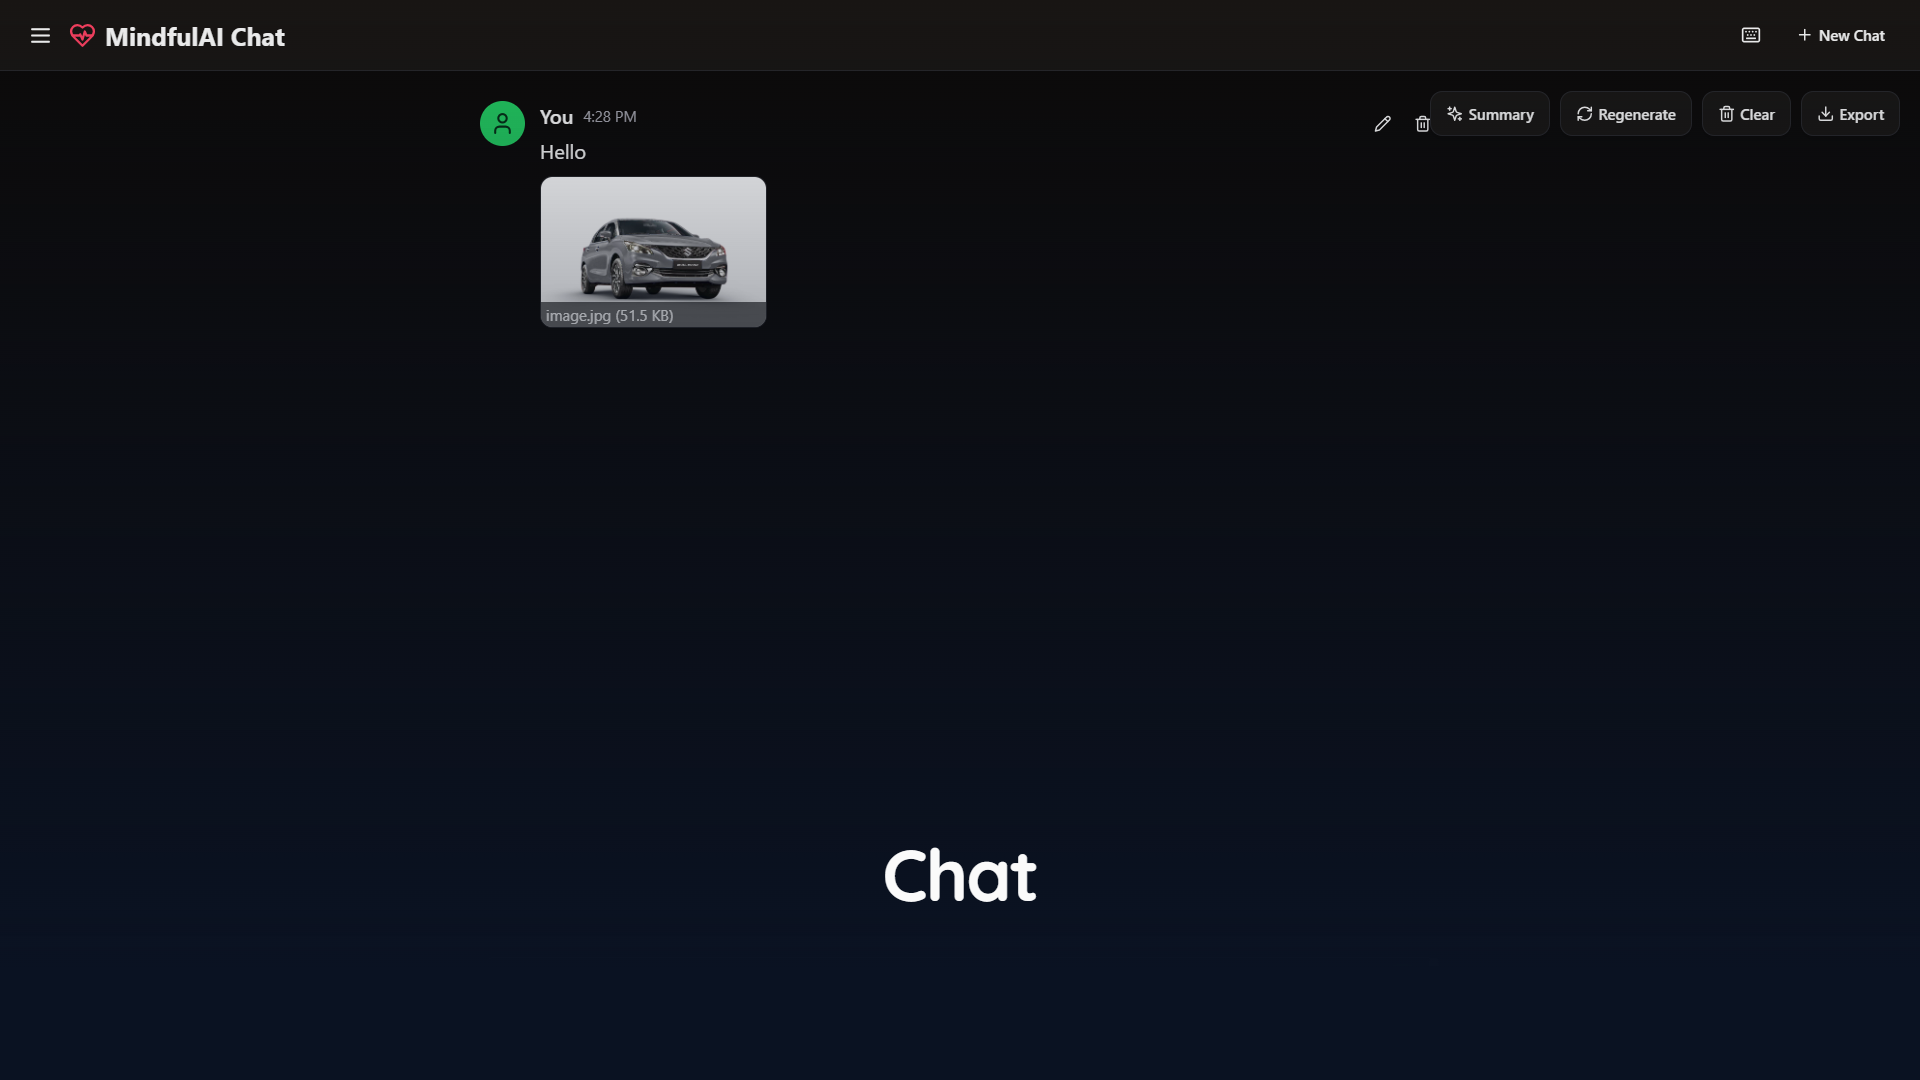 MindfulAI Chat
New Chat
You 4:28 PM
Summary
Regenerate
Clear
Export
Hello
image.jpg (51.5 KB)
Chat